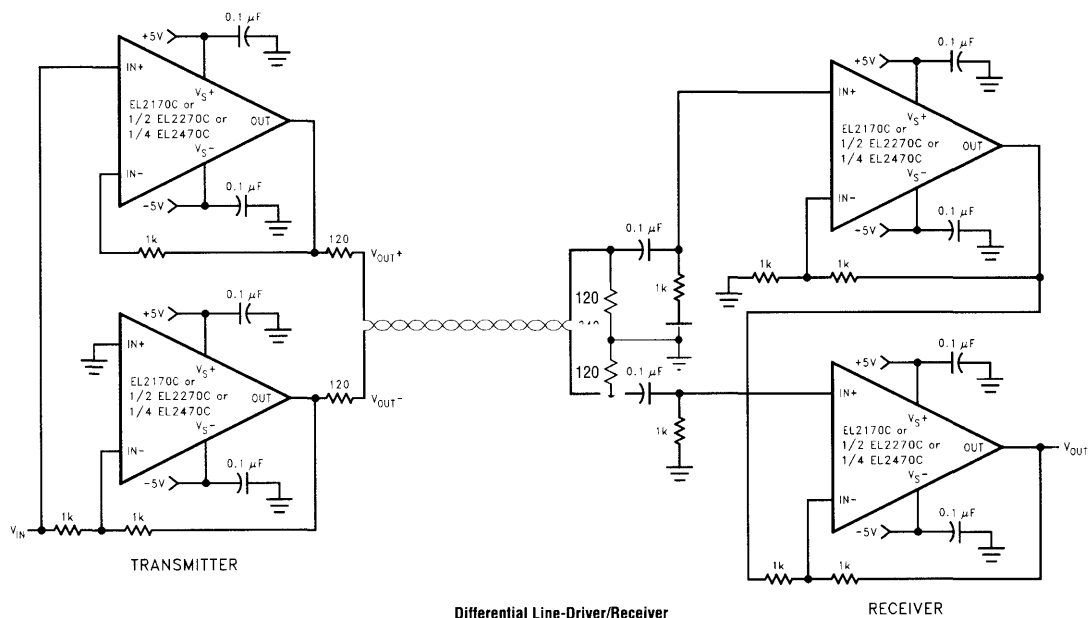 +5V
0.1 μF
IN+
VS+
EL2170C or
1/2 EL2270C or
1/4 EL2470C
OUT
VS−
IN−
−5V
0.1 μF
1k
120
VOUT+
+5V
0.1 μF
IN+
VS+
EL2170C or
1/2 EL2270C or
1/4 EL2470C
OUT
VS−
IN−
−5V
0.1 μF
120
VOUT−
VIN
1k
1k
TRANSMITTER
0.1 μF
120
1k
120
0.1 μF
1k
+5V
0.1 μF
IN+
VS+
EL2170C or
1/2 EL2270C or
1/4 EL2470C
OUT
VS−
IN−
−5V
0.1 μF
1k
1k
+5V
0.1 μF
IN+
VS+
EL2170C or
1/2 EL2270C or
1/4 EL2470C
OUT
VOUT
VS−
IN−
−5V
0.1 μF
1k
1k
RECEIVER
Differential Line-Driver/Receiver